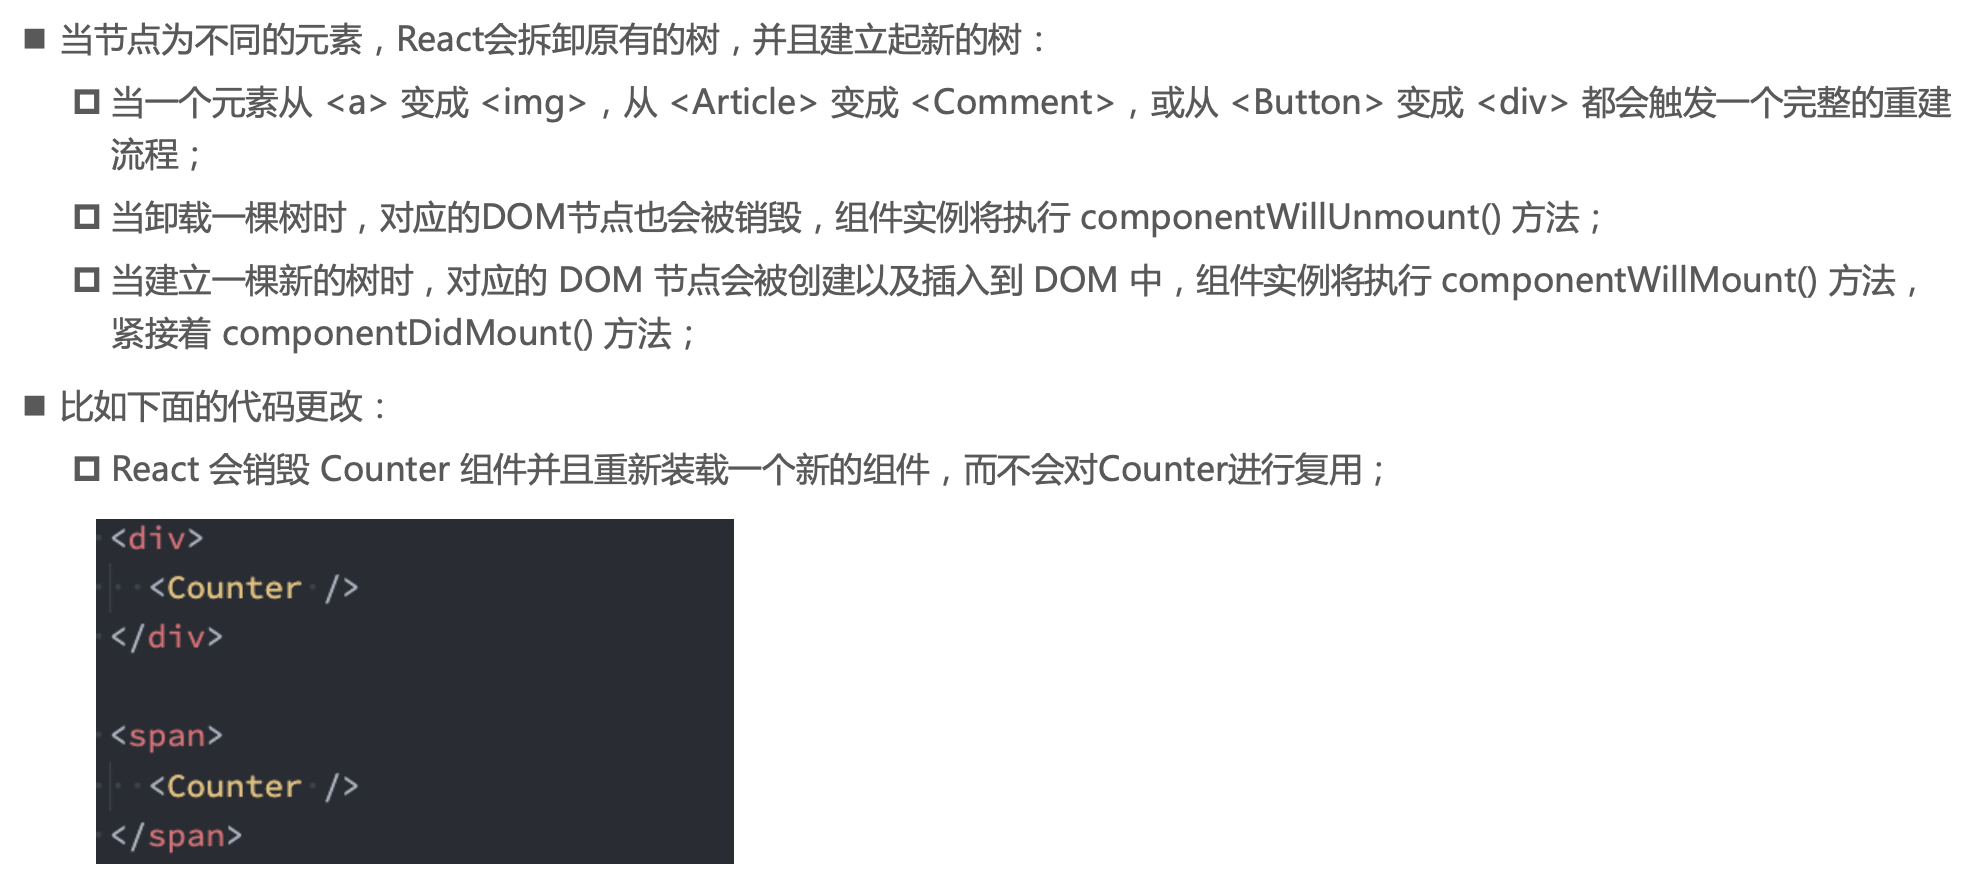 当节点为不同的元素，React会拆卸原有的树，并且建立起新的树：
当一个元素从 <a> 变成 <img>，从 <Article> 变成 <Comment>，或从 <Button> 变成 <div> 都会触发一个完整的重建
流程；
当卸载一棵树时，对应的DOM节点也会被销毁，组件实例将执行 componentWillUnmount() 方法；
当建立一棵新的树时，对应的 DOM 节点会被创建以及插入到 DOM 中，组件实例将执行 componentWillMount() 方法，
紧接着 componentDidMount() 方法；
比如下面的代码更改：
React 会销毁 Counter 组件并且重新装载一个新的组件，而不会对Counter进行复用；
<div>
<Counter />
</div>
<span>
<Counter />
</span>